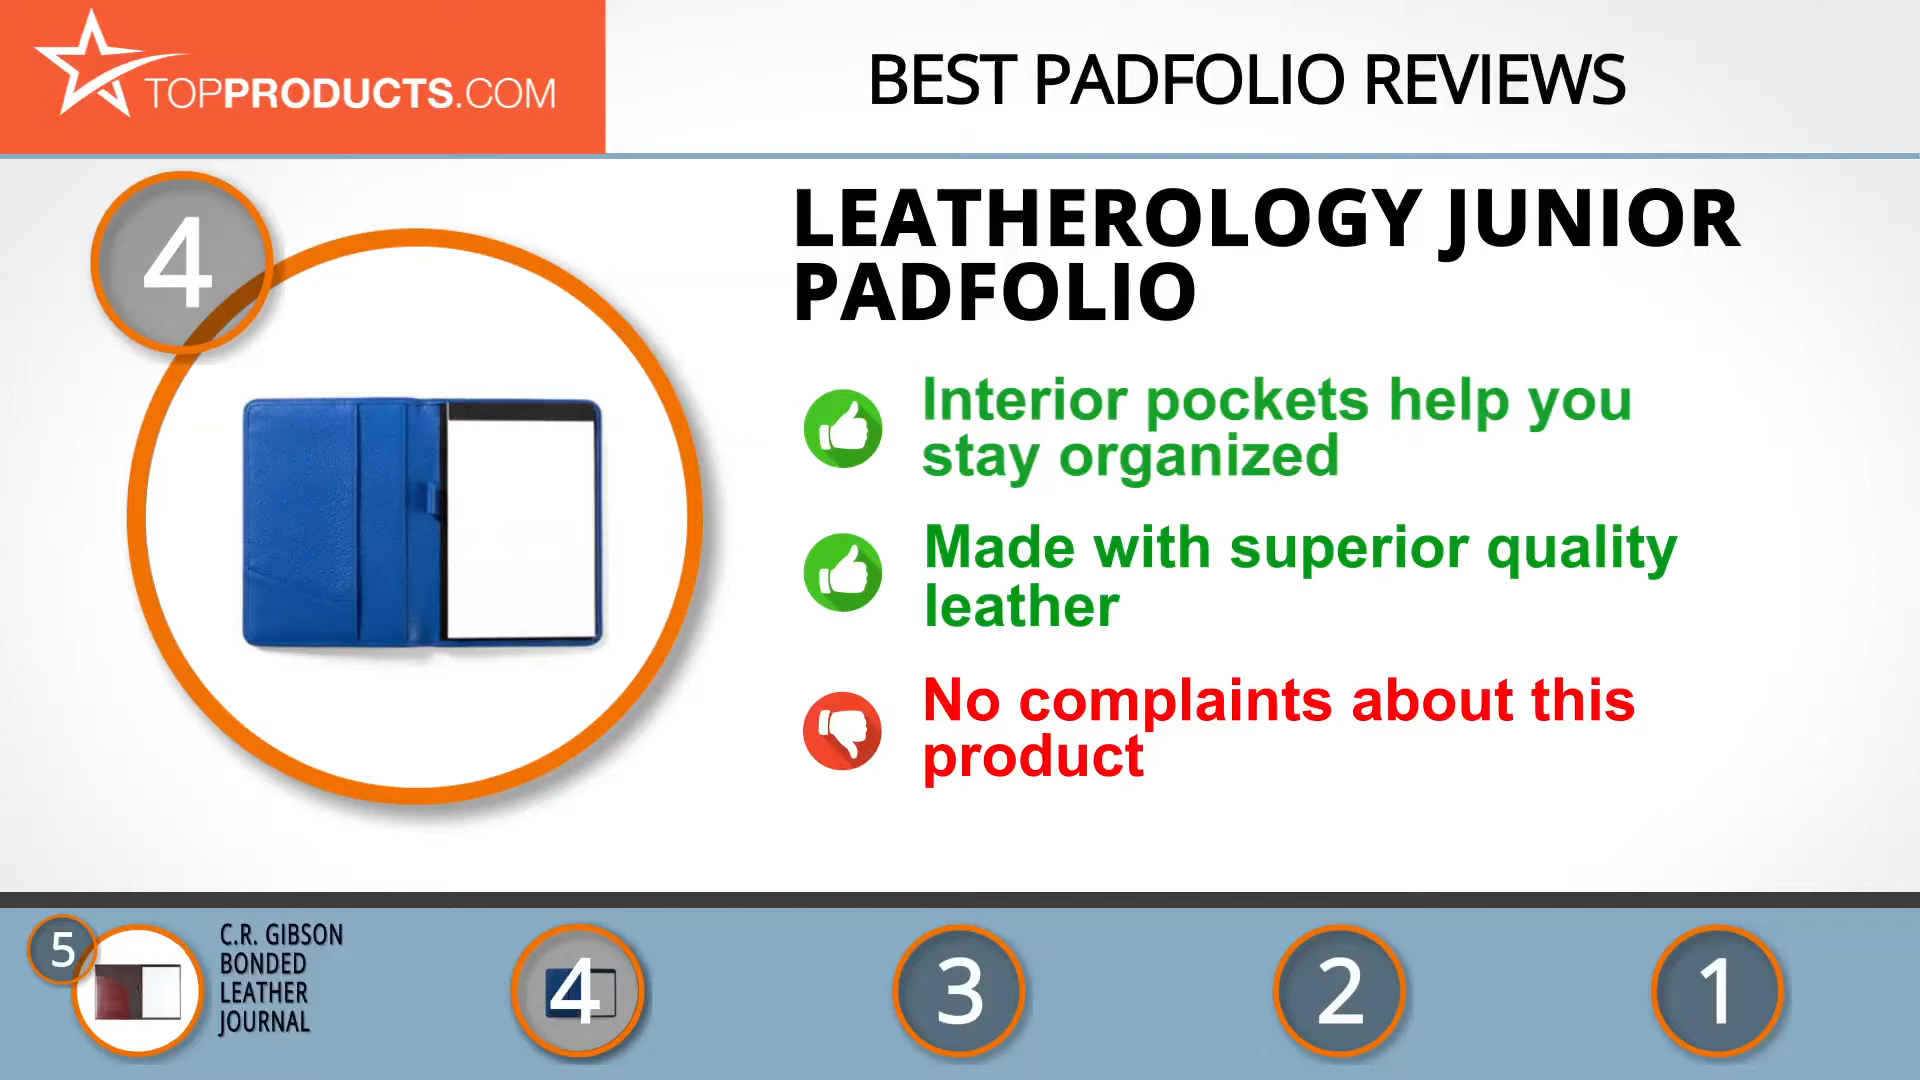 TOPPRODUCTS.COM
BEST PADFOLIO REVIEWS
4
LEATHEROLOGY JUNIOR
PADFOLIO
Interior pockets help you
stay organized
Made with superior quality
leather
No complaints about this
product
5
C.R. GIBSON
BONDED
LEATHER
JOURNAL
4
3
2
1